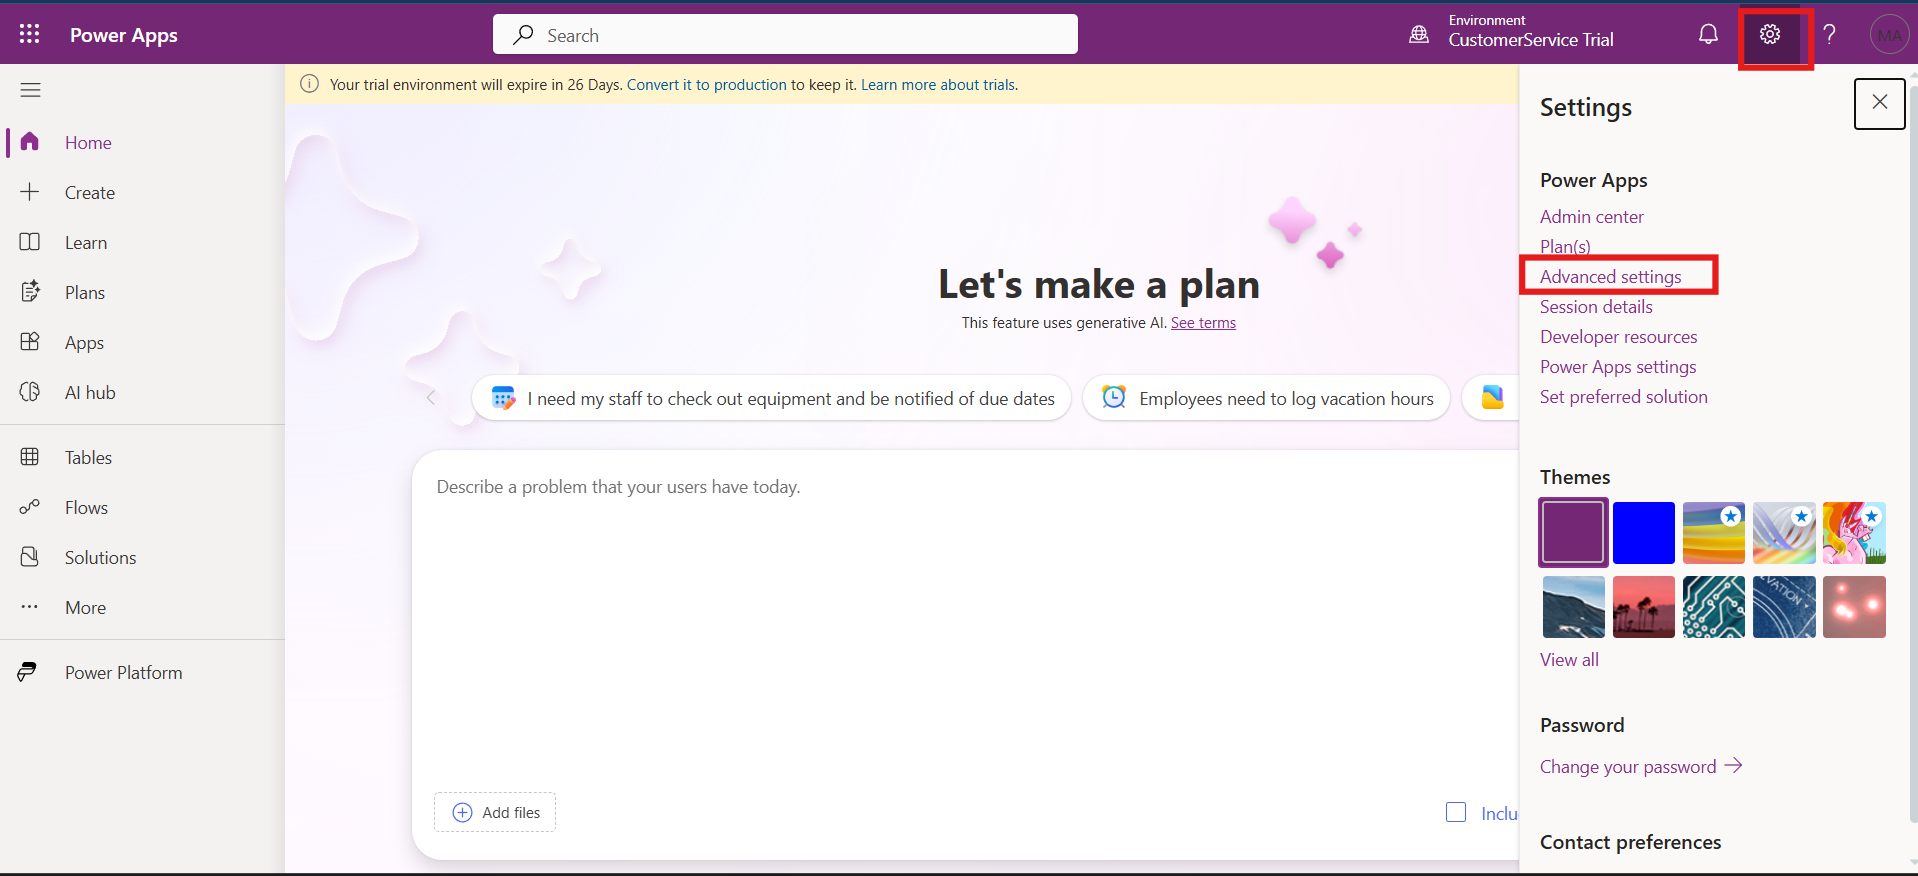 Power Apps
Search
Environment
CustomerService Trial
?
MA
Your trial environment will expire in 26 Days. Convert it to production to keep it. Learn more about trials.
Home
Create
Learn
Plans
Apps
AI hub
Tables
Flows
Solutions
More
Power Platform
Let's make a plan
This feature uses generative AI. See terms
I need my staff to check out equipment and be notified of due dates
Employees need to log vacation hours
Describe a problem that your users have today.
Add files
Inclu
Settings
Power Apps
Admin center
Plan(s)
Advanced settings
Session details
Developer resources
Power Apps settings
Set preferred solution
Themes
VATION
View all
Password
Change your password
Contact preferences